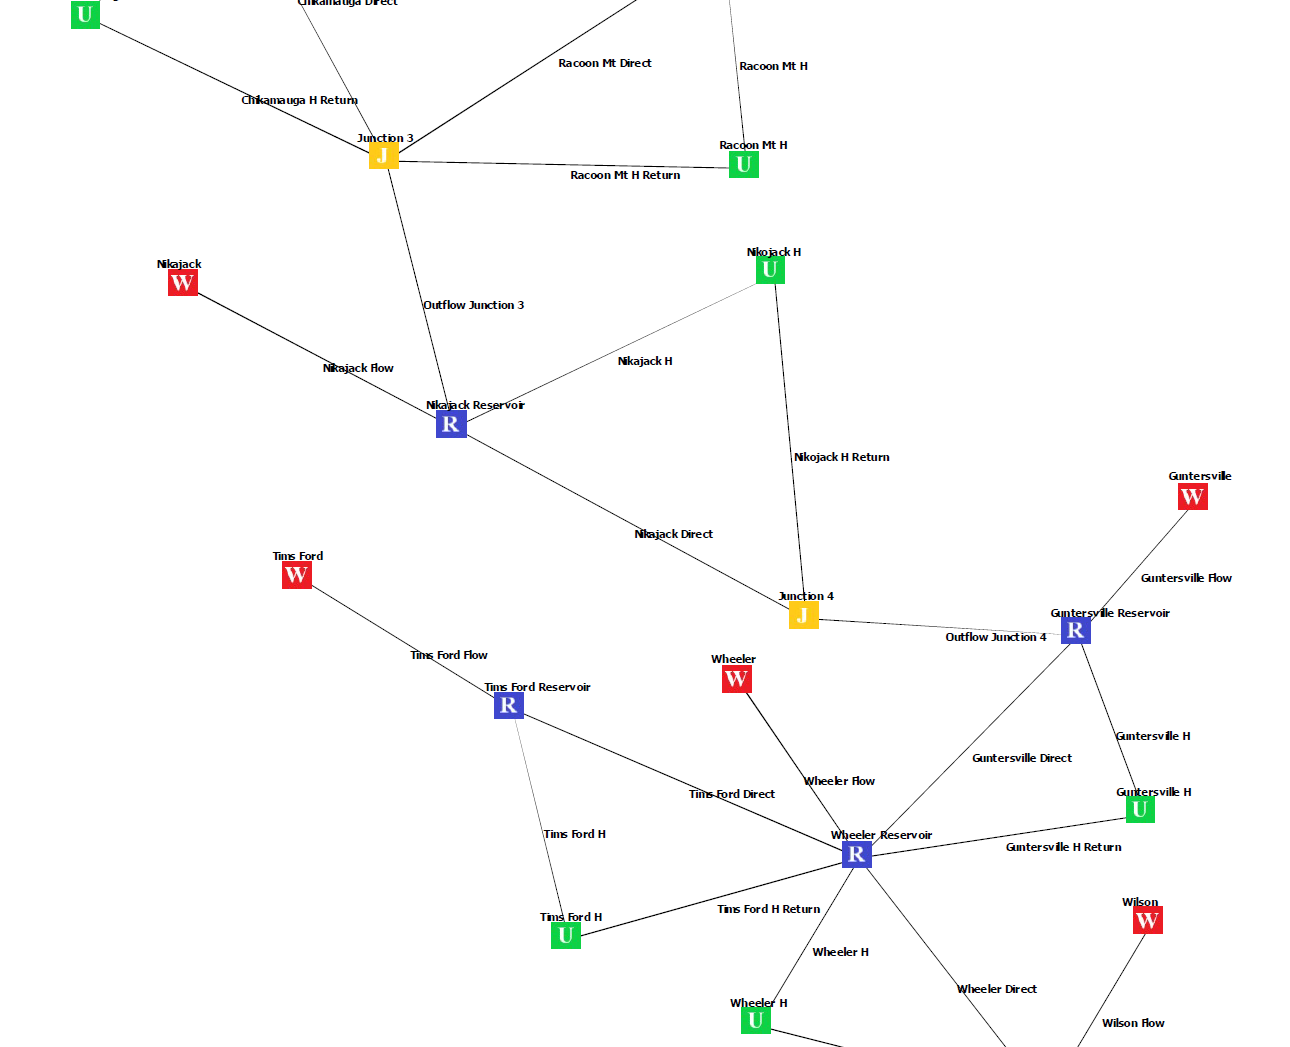 Chikamauga Direct
U
Racoon Mt Direct
Racoon Mt H
Chikamauga H Return
Junction 3
J
Racoon Mt H
U
Racoon Mt H Return
Nikojack H
U
Nikajack
W
Outflow Junction 3
Nikajack H
Nikajack Flow
Nikajack Reservoir
R
Nikojack H Return
Guntersville
W
Nikajack Direct
Tims Ford
W
Guntersville Flow
Junction 4
J
Guntersville Reservoir
R
Outflow Junction 4
Tims Ford Flow
Wheeler
W
Tims Ford Reservoir
R
Guntersville H
Guntersville Direct
Wheeler Flow
Tims Ford Direct
Guntersville H
U
Tims Ford H
Wheeler Reservoir
R
Guntersville H Return
Wilson
W
Tims Ford H Return
Tims Ford H
U
Wheeler H
Wheeler Direct
Wheeler H
U
Wilson Flow